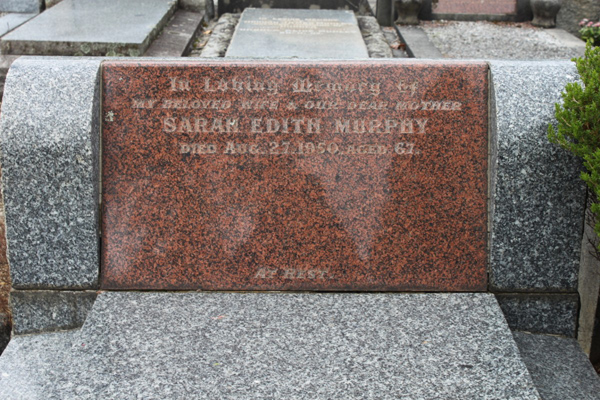 In Loving Memory of
MY BELOVED WIFE & OUR DEAR MOTHER
SARAH EDITH MURPHY
DIED AUG. 27. 1950, AGED 67.
AT REST.